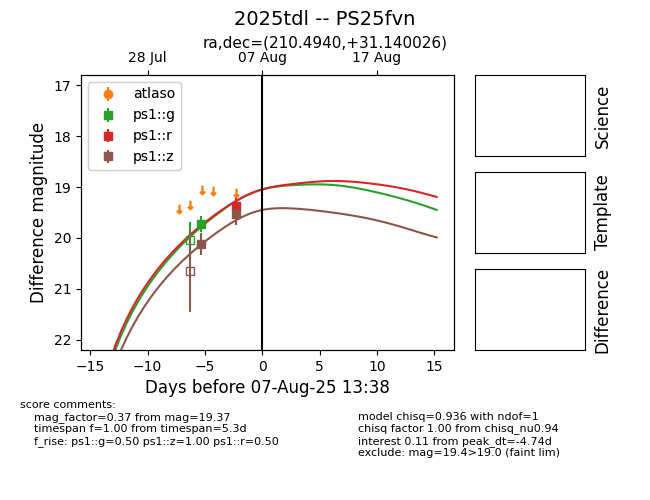 2025tdl -- PS25fvn
ra,dec=(210.4940,+31.140026)
28 Jul
07 Aug
17 Aug
17
18
19
20
21
22
Difference magnitude
atlaso
ps1::g
ps1::r
ps1::z
−15
−10
−5
0
5
10
15
Days before 07-Aug-25 13:38
Science
Template
Difference
score comments:
mag_factor=0.37 from mag=19.37
timespan f=1.00 from timespan=5.3d
f_rise: ps1::g=0.50 ps1::z=1.00 ps1::r=0.50
model chisq=0.936 with ndof=1
chisq factor 1.00 from chisq_nu0.94
interest 0.11 from peak_dt=-4.74d
exclude: mag=19.4>19.0 (faint lim)